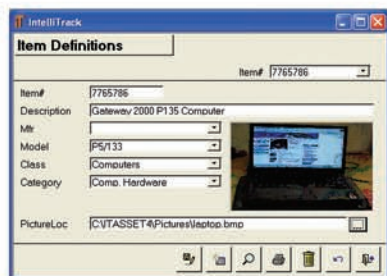 IntelliTrack
Item Definitions
Item# 7765786
Item# 7765786
Description Gateway 2000 P135 Computer
Mfr
Model P5/133
Class Computers
Category Comp. Hardware
PictureLoc C:\ITASSET4\Pictures\laptop.bmp
...